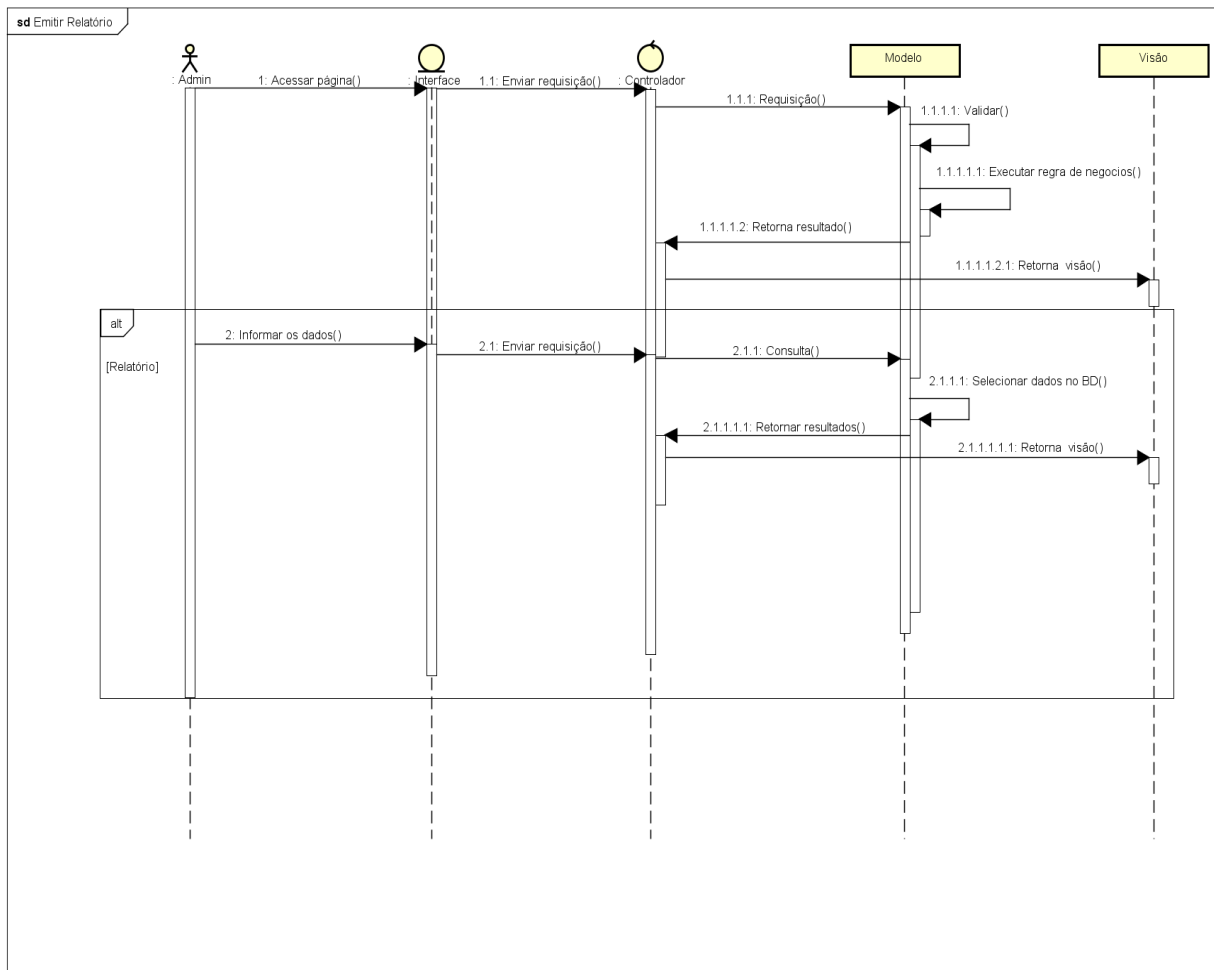 sd Emitir Relatório
Modelo
Visão
: Admin
1: Acessar página()
: Interface
1.1: Enviar requisição()
: Controlador
1.1.1: Requisição()
1.1.1.1: Validar()
1.1.1.1.1: Executar regra de negocios()
1.1.1.1.2: Retorna resultado()
1.1.1.1.2.1: Retorna  visão()
alt
2: Informar os dados()
2.1: Enviar requisição()
2.1.1: Consulta()
[Relatório]
2.1.1.1: Selecionar dados no BD()
2.1.1.1.1: Retornar resultados()
2.1.1.1.1.1: Retorna  visão()